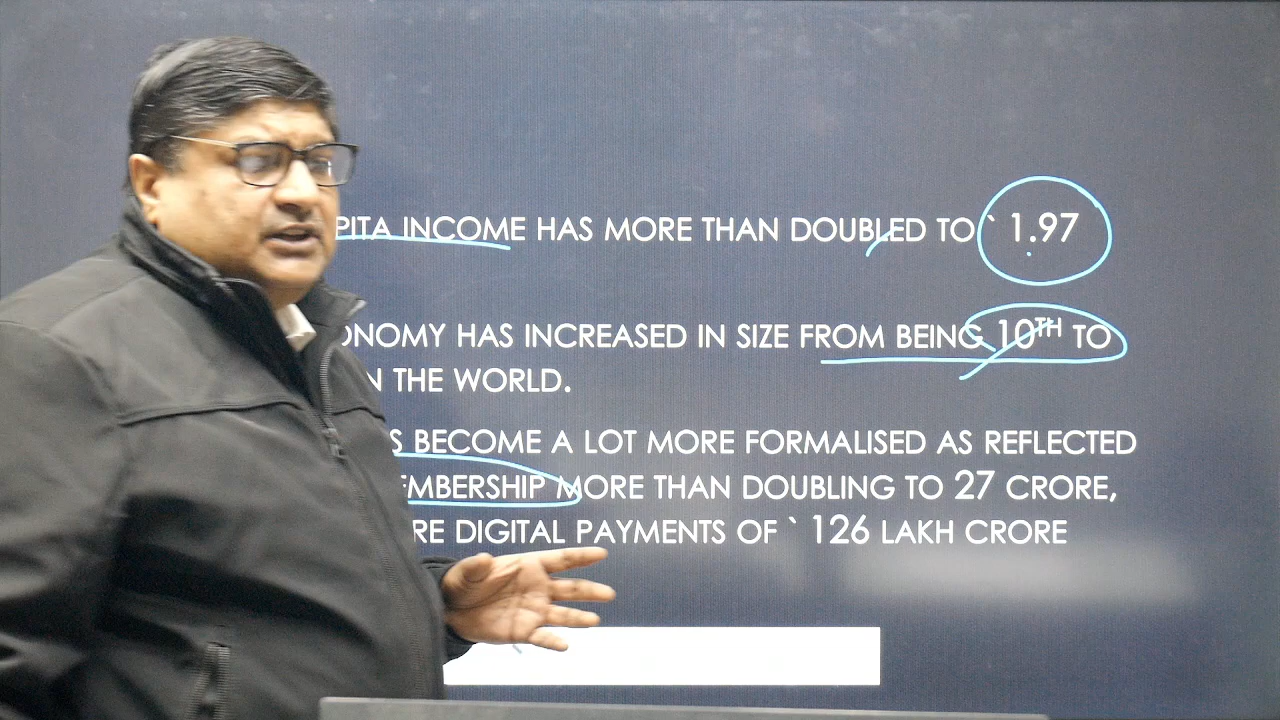 PITA INCOME HAS MORE THAN DOUBLED TO ` 1.97
ONOMY HAS INCREASED IN SIZE FROM BEING 10TH TO
N THE WORLD.
S BECOME A LOT MORE FORMALISED AS REFLECTED
EMBERSHIP MORE THAN DOUBLING TO 27 CRORE,
RE DIGITAL PAYMENTS OF ` 126 LAKH CRORE